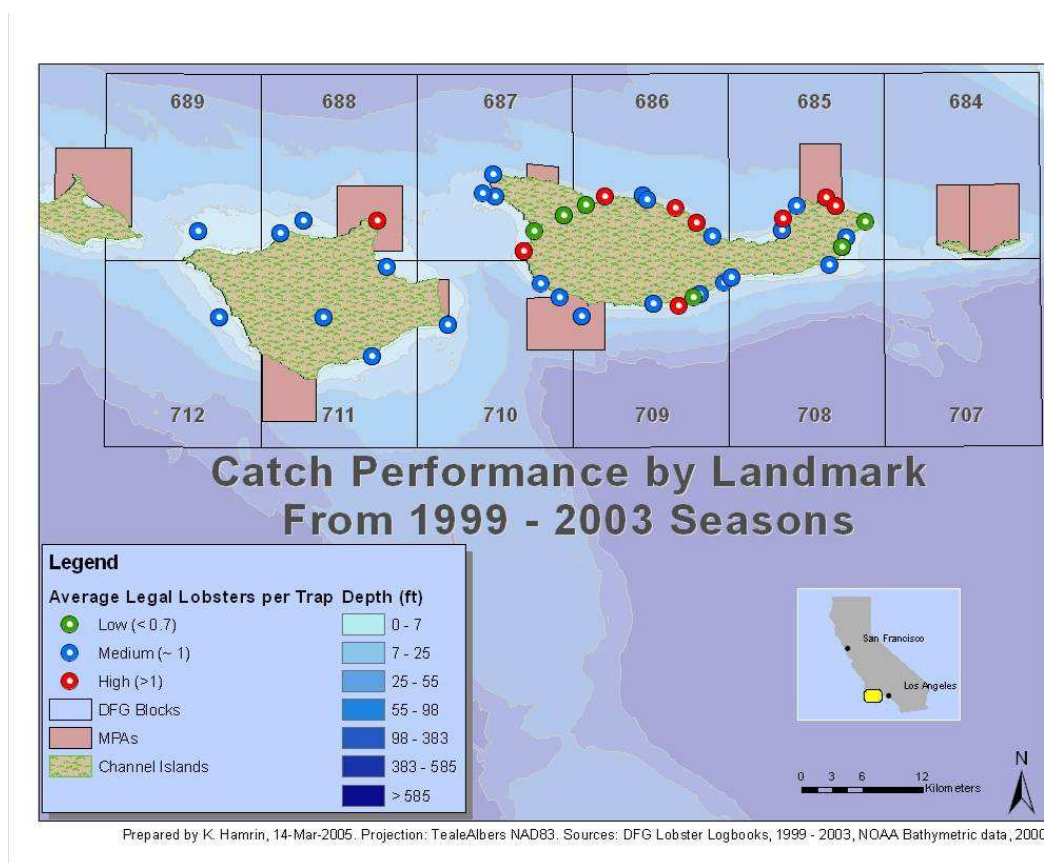 689 688 687 686 685 684
712 711 710 709 708 707
Catch Performance by Landmark
From 1999 - 2003 Seasons
Legend
Average Legal Lobsters per Trap
Low (< 0.7)
Medium (~ 1)
High (>1)
DFG Blocks
MPAs
Channel Islands
Depth (ft)
0 - 7
7 - 25
25 - 55
55 - 98
98 - 383
383 - 585
> 585
San Francisco
Los Angeles
N
0 3 6 12
Kilometers
Prepared by K. Hamrin, 14-Mar-2005. Projection: TealeAlbers NAD83. Sources: DFG Lobster Logbooks, 1999 - 2003, NOAA Bathymetric data, 2000